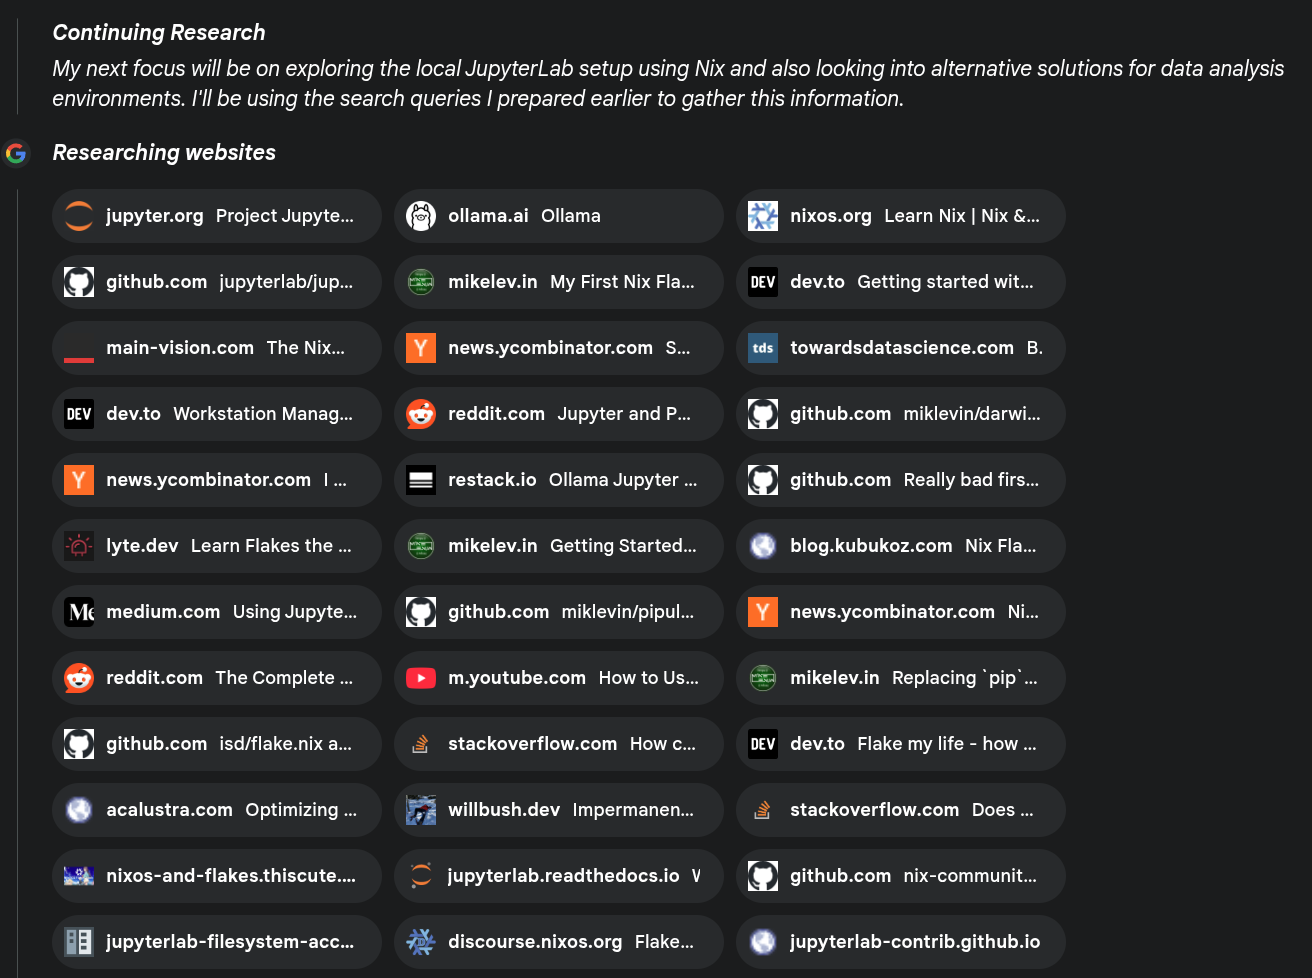 Continuing Research
My next focus will be on exploring the local JupyterLab setup using Nix and also looking into alternative solutions for data analysis
environments. I'll be using the search queries I prepared earlier to gather this information.
Researching websites
jupyter.org Project Jupyte...
ollama.ai Ollama
nixos.org Learn Nix | Nix &...
github.com jupyterlab/jup...
mikelev.in My First Nix Fla...
DEV dev.to Getting started wit...
main-vision.com The Nix...
Y news.ycombinator.com S...
tds towardsdatascience.com B.
DEV dev.to Workstation Manag...
reddit.com Jupyter and P...
github.com miklevin/darwi...
Y news.ycombinator.com I ...
restack.io Ollama Jupyter ...
github.com Really bad firs...
lyte.dev Learn Flakes the ...
mikelev.in Getting Started...
blog.kubukoz.com Nix Fla...
Me medium.com Using Jupyte...
github.com miklevin/pipul...
Y news.ycombinator.com Ni...
reddit.com The Complete ...
m.youtube.com How to Us...
mikelev.in Replacing `pip`...
github.com isd/flake.nix a...
stackoverflow.com How c...
DEV dev.to Flake my life - how ...
acalustra.com Optimizing ...
willbush.dev Impermanen...
stackoverflow.com Does ...
nixos-and-flakes.thiscute....
jupyterlab.readthedocs.io
github.com nix-communit...
jupyterlab-filesystem-acc...
discourse.nixos.org Flake...
jupyterlab-contrib.github.io